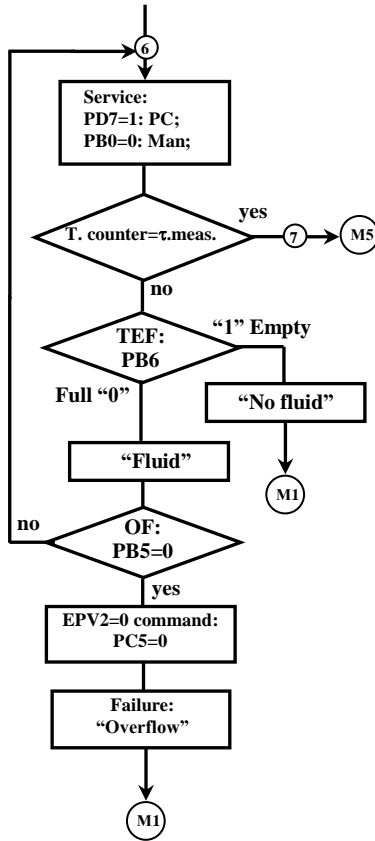 6
Service:
PD7=1: PC;
PB0=0: Man;
T. counter=τ.meas.
yes
7
M5
no
TEF:
PB6
"1" Empty
Full "0"
"No fluid"
M1
"Fluid"
no
OF:
PB5=0
yes
EPV2=0 command:
PC5=0
Failure:
"Overflow"
M1